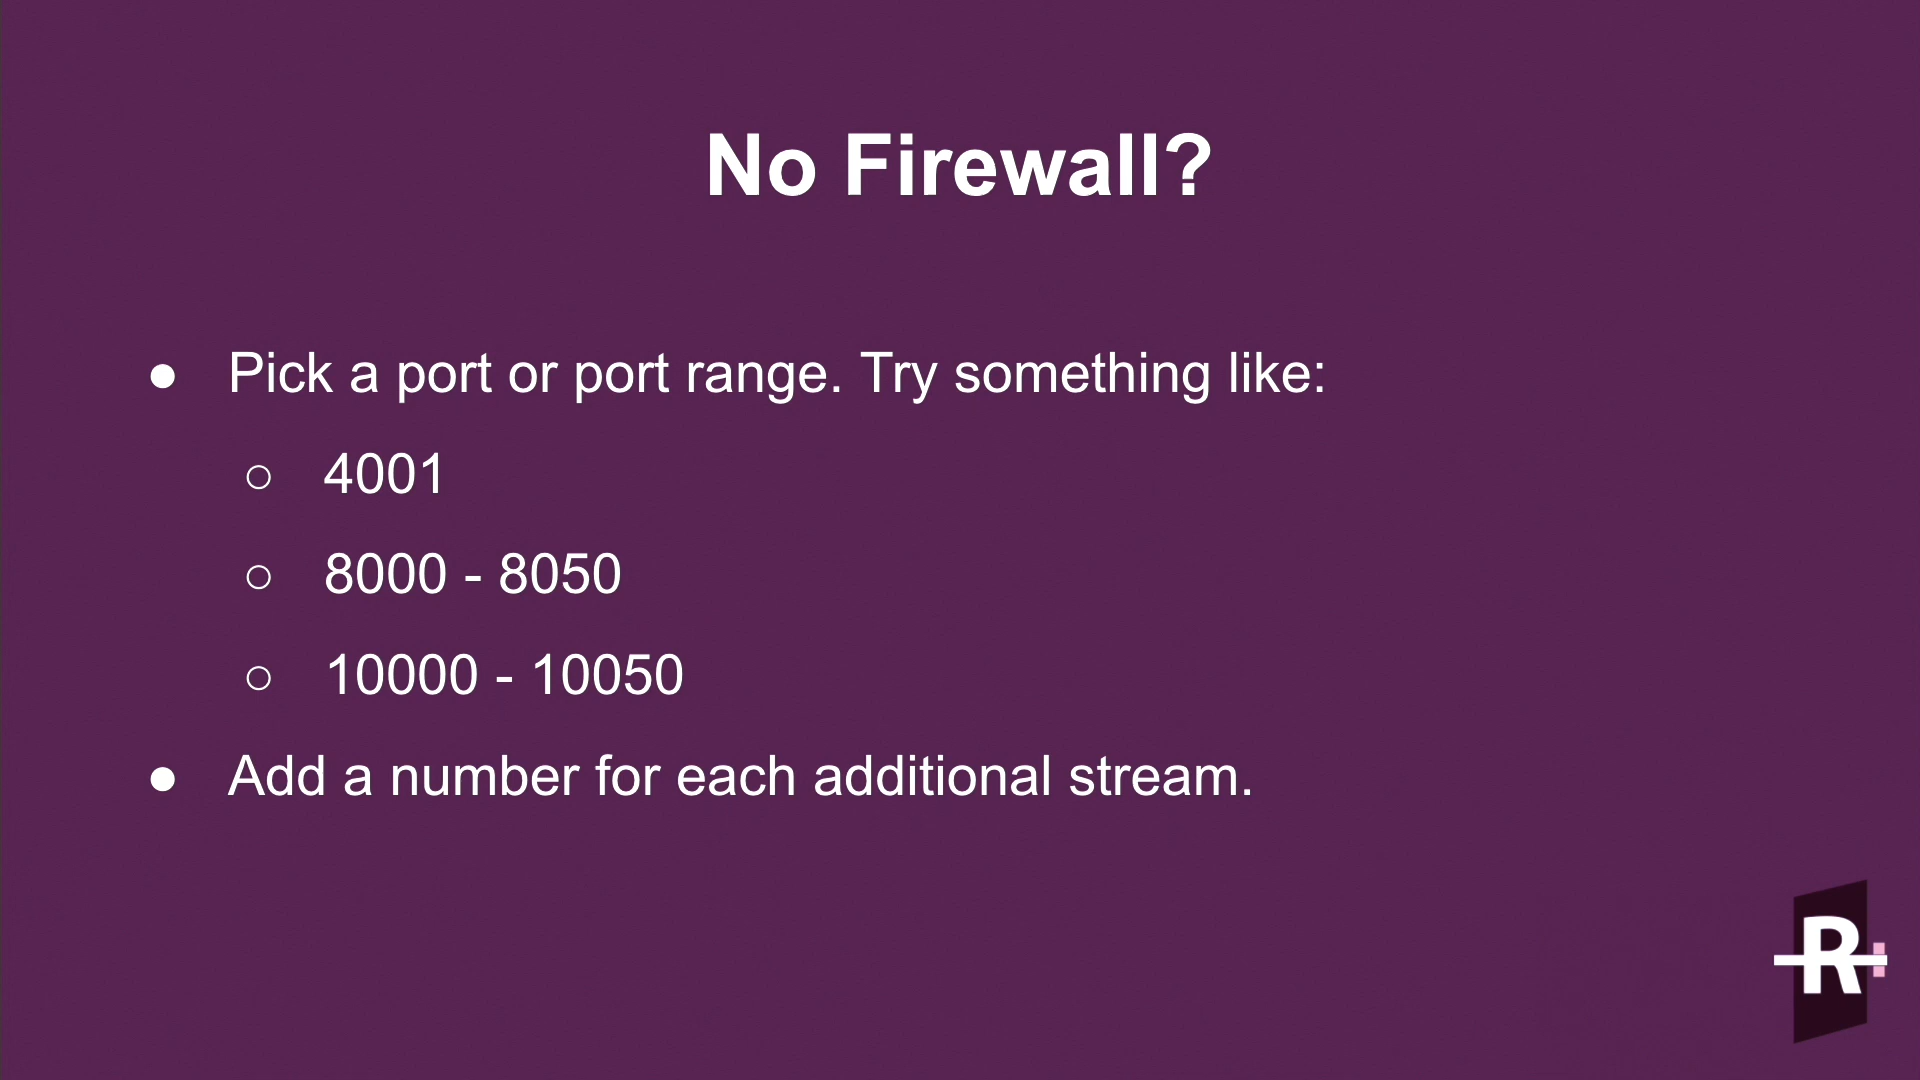 No Firewall?
● Pick a port or port range. Try something like:
○ 4001
○ 8000 - 8050
○ 10000 - 10050
● Add a number for each additional stream.
R: